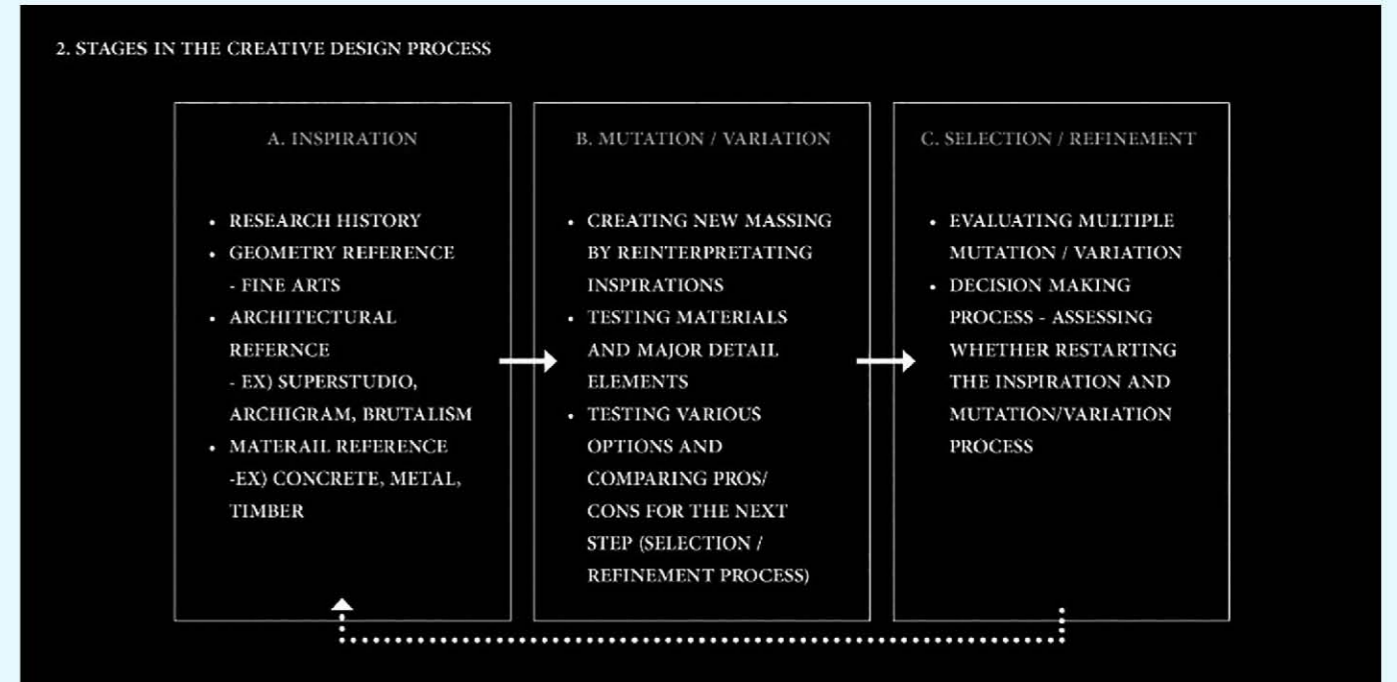 2. STAGES IN THE CREATIVE DESIGN PROCESS
A. INSPIRATION
• RESEARCH HISTORY
• GEOMETRY REFERENCE
- FINE ARTS
• ARCHITECTURAL
REFERNCE
- EX) SUPERSTUDIO,
ARCHIGRAM, BRUTALISM
• MATERAIL REFERENCE
-EX) CONCRETE, METAL,
TIMBER
B. MUTATION / VARIATION
• CREATING NEW MASSING
BY REINTERPRETATING
INSPIRATIONS
• TESTING MATERIALS
AND MAJOR DETAIL
ELEMENTS
• TESTING VARIOUS
OPTIONS AND
COMPARING PROS/
CONS FOR THE NEXT
STEP (SELECTION /
REFINEMENT PROCESS)
C. SELECTION / REFINEMENT
• EVALUATING MULTIPLE
MUTATION / VARIATION
• DECISION MAKING
PROCESS - ASSESSING
WHETHER RESTARTING
THE INSPIRATION AND
MUTATION/VARIATION
PROCESS